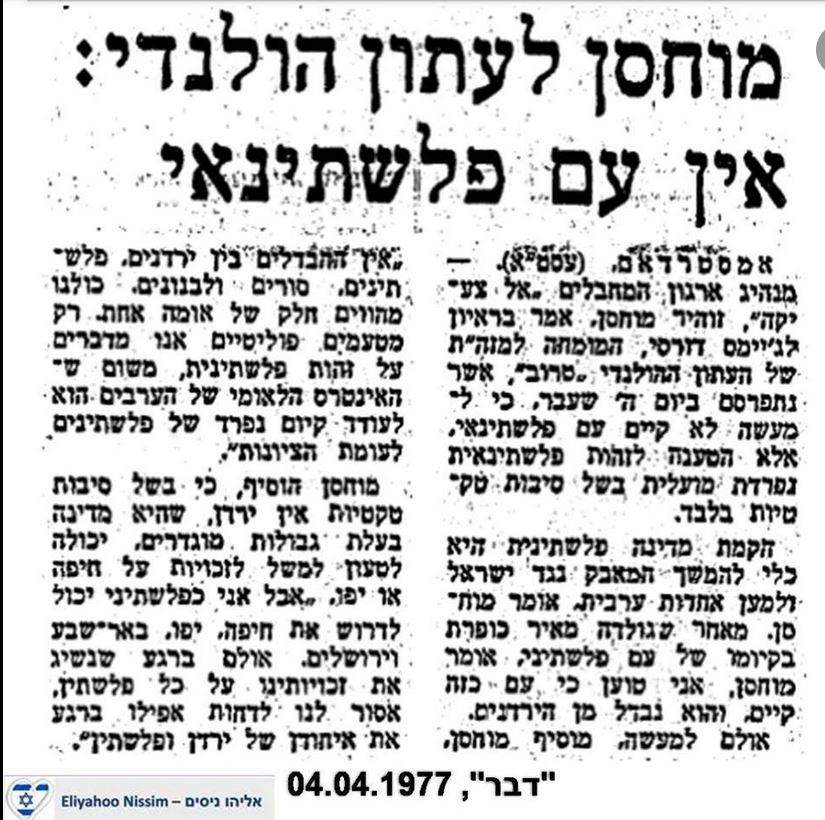 מוחסן לעתון הולנדי:
אין עם פלשתינאי
אמסטרדאם, (עסט"א). —
מנהיג ארגון המחבלים „אל צע־
יקה", זוהיר מוחסן, אמר בראיון
לג'יימס דורסי, המומחה למזה"ת
של העתון ההולנדי „טרוב", אשר
נתפרסם ביום ה' שעבר, כי ל־
מעשה לא קיים עם פלשתינאי,
אלא הטענה לזהות פלשתינאית
נפרדת מועלית בשל סיבות טק־
טיות בלבד.
הקמת מדינה פלשתינית היא
כלי להמשך המאבק נגד ישראל
ולמען אחדות ערבית, אומר מוח־
סן. מאחר שגולדה מאיר כופרת
בקיומו של עם פלשתיני, אומר
מוחסן, אני טוען כי עם כזה
קיים, והוא נבדל מן הירדנים.
אולם למעשה, מוסיף מוחסן,
„אין הבדלים בין ירדנים, פלש־
תינים, סורים ולבנונים. כולנו
מהווים חלק של אומה אחת. רק
מטעמים פוליטיים אנו מדברים
על זהות פלשתינית, משום ש־
האינטרס הלאומי של הערבים הוא
לעודד קיום נפרד של פלשתינים
לעומת הציונות".
מוחסן הוסיף, כי בשל סיבות
טקטיות אין ירדן, שהיא מדינה
בעלת גבולות מוגדרים, יכולה
לטעון למשל לזכויות על חיפה
או יפו. „אבל אני כפלשתיני יכול
לדרוש את חיפה, יפו, באר־שבע
וירושלים. אולם ברגע שנשיג
את זכויותינו על כל פלשתין,
אסור לנו לדחות אפילו ברגע
את איחודן של ירדן ופלשתין".
"דבר", 04.04.1977
Eliyahoo Nissim – אליהו ניסים